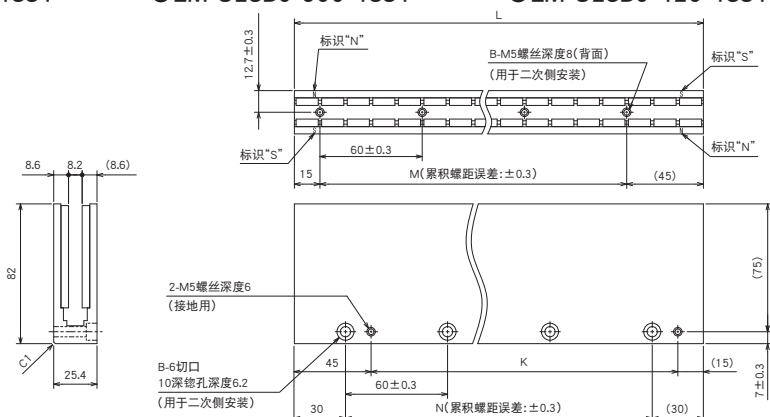 L
标识“N”
B-M5螺丝深度8(背面)
(用于二次侧安装)
标识“S”
12.7±0.3
标识“S”
60±0.3
标识“N”
15
M(累积螺距误差:±0.3)
(45)
8.6
8.2
(8.6)
82
C1
25.4
2-M5螺丝深度6
(接地用)
(75)
B-6切口
10深锪孔深度6.2
(用于二次侧安装)
45
K
(15)
60±0.3
7±0.3
30
N(累积螺距误差:±0.3)
(30)